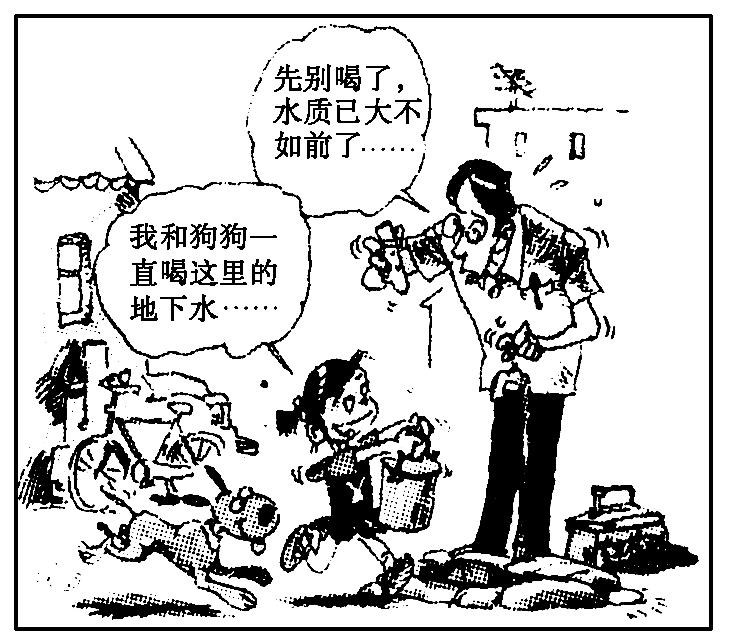 先别喝了，
水质已大不
如前了……
我和狗狗一
直喝这里的
地下水……